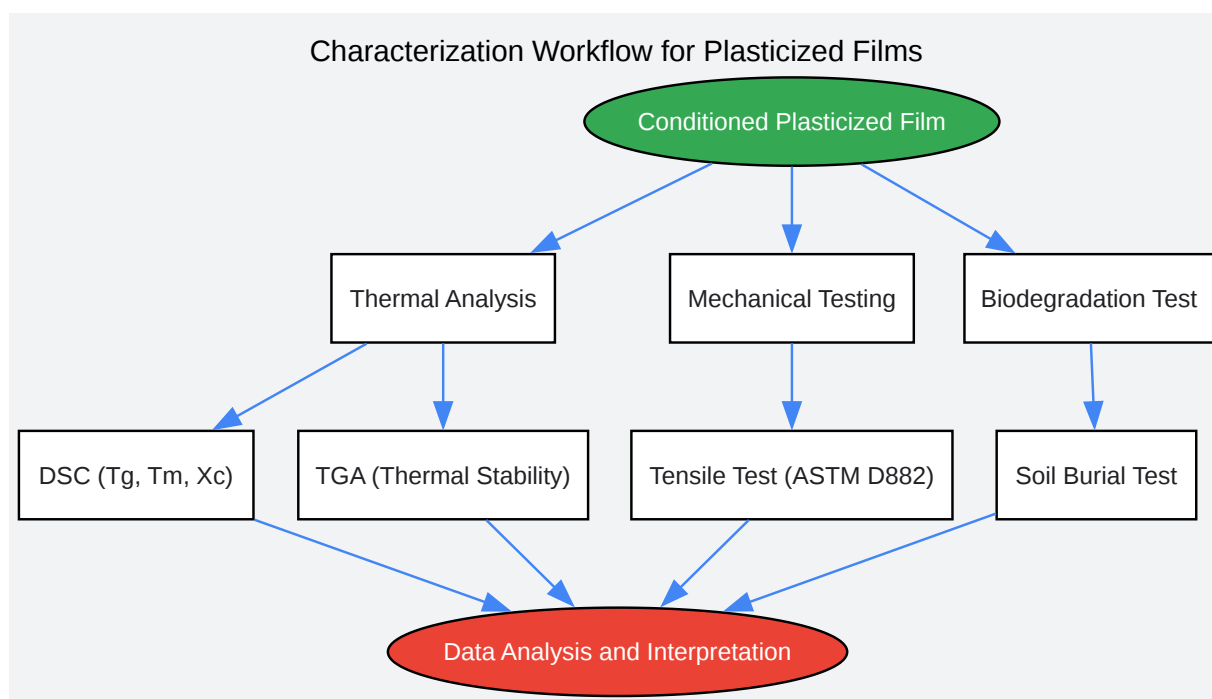 Characterization Workflow for Plasticized Films
Conditioned Plasticized Film
Thermal Analysis
Mechanical Testing
Biodegradation Test
DSC (Tg, Tm, Xc)
TGA (Thermal Stability)
Tensile Test (ASTM D882)
Soil Burial Test
Data Analysis and Interpretation